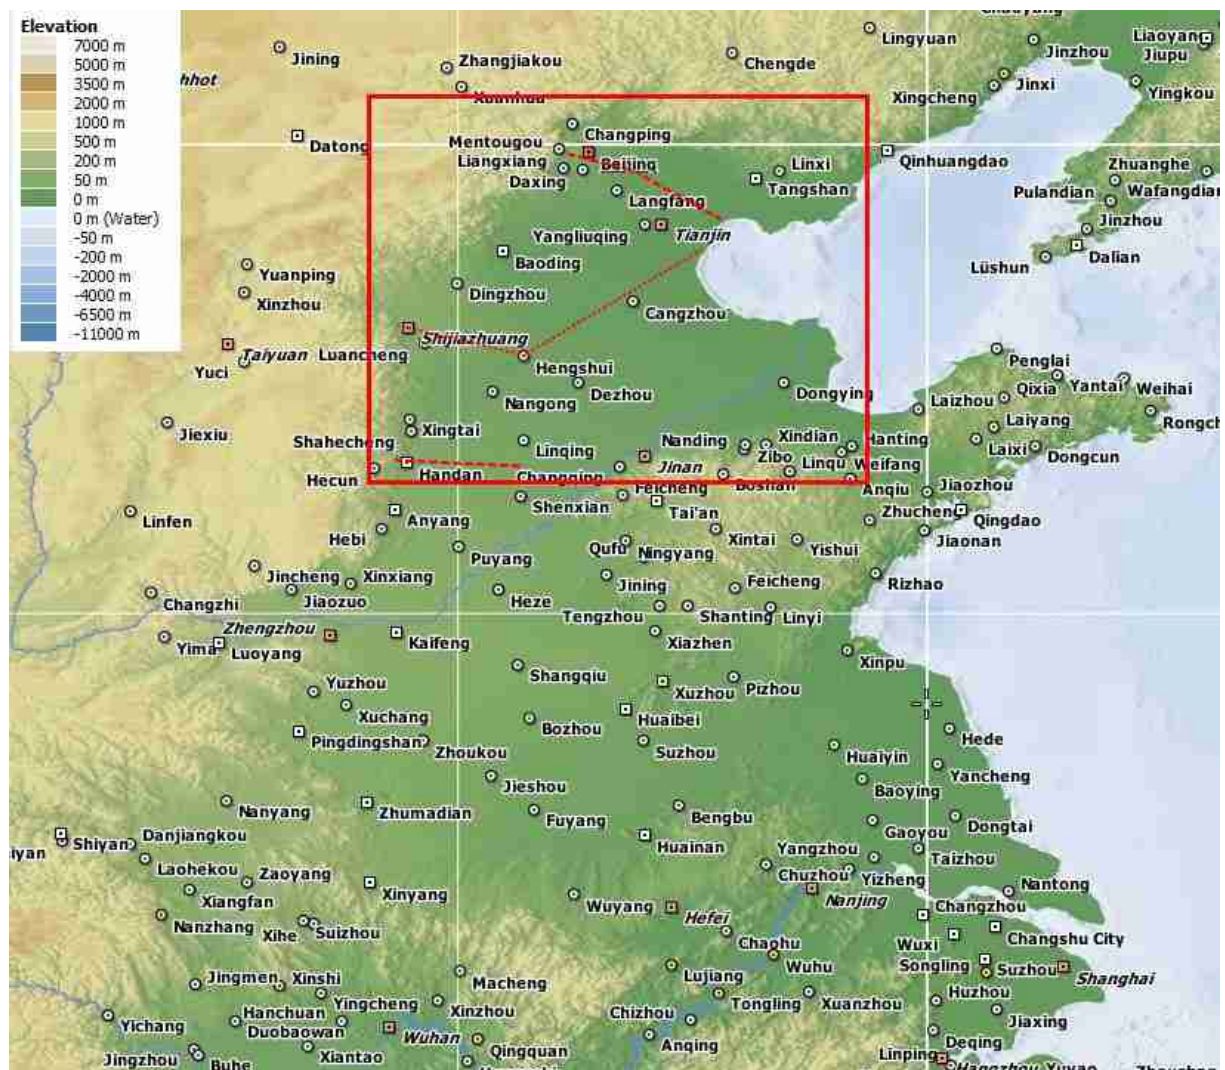 Elevation
7000 m
5000 m
3500 m
2000 m
1000 m
500 m
200 m
50 m
0 m
0 m (Water)
-50 m
-200 m
-2000 m
-4000 m
-6500 m
-11000 m
hhot
Jining
Zhangjiakou
Xuanhua
Chengde
Lingyuan
Jinzhou
Liaoyang
Jiupu
Xingcheng
Jinxi
Yingkou
Datong
Mentougou
Changping
Liangxiang
Beijing
Daxing
Langfang
Linxi
Tangshan
Qinhuangdao
Zhuanghe
Pulandian
Wafangdian
Jinzhou
Dalian
Lüshun
Yangliuqing
Tianjin
Baoding
Yuanping
Dingzhou
Xinzhou
Cangzhou
Shijiazhuang
Taiyuan
Luancheng
Yuci
Hengshui
Penglai
Nangong
Dezhou
Dongying
Laizhou
Qixia
Yantai
Weihai
Jiexiu
Shahecheng
Xingtai
Linqing
Nanding
Xindian
Hanting
Laiyang
Rongch
Zibo
Laixi
Dongcun
Hecun
Handan
Changqing
Jinan
Boshan
Linqu
Weifang
Anqiu
Jiaozhou
Linfen
Hebi
Anyang
Shenxian
Feicheng
Tai'an
Zhucheng
Qingdao
Puyang
Qufu
Ningyang
Xintai
Yishui
Jiaonan
Jincheng
Xinxiang
Jining
Feicheng
Rizhao
Changzhi
Jiaozuo
Heze
Tengzhou
Shanting
Linyi
Zhengzhou
Yima
Luoyang
Kaifeng
Xiazhen
Xinpu
Yuzhou
Shangqiu
Xuzhou
Pizhou
Xuchang
Bozhou
Huaibei
Pingdingshan
Zhoukou
Suzhou
Huaiyin
Hede
Jieshou
Baoying
Yancheng
Nanyang
Zhumadian
Fuyang
Bengbu
Gaoyou
Dongtai
iyan
Shiyan
Danjiangkou
Huainan
Yangzhou
Taizhou
Laohekou
Zaoyang
Xinyang
Chuzhou
Yizheng
Xiangfan
Wuyang
Nanjing
Nantong
Nanzhang
Xihe
Suizhou
Hefei
Changzhou
Chaohu
Wuxi
Changshu City
Jingmen
Xinshi
Macheng
Lujiang
Wuhu
Songling
Suzhou
Shanghai
Yichang
Hanchuan
Yingcheng
Xinzhou
Chizhou
Tongling
Xuanzhou
Huzhou
Duobaowan
Jiaxing
Jingzhou
Buhe
Xiantao
Wuhan
Qingquan
Anqing
Deqing
Linping
Hangzhou
Yuyao